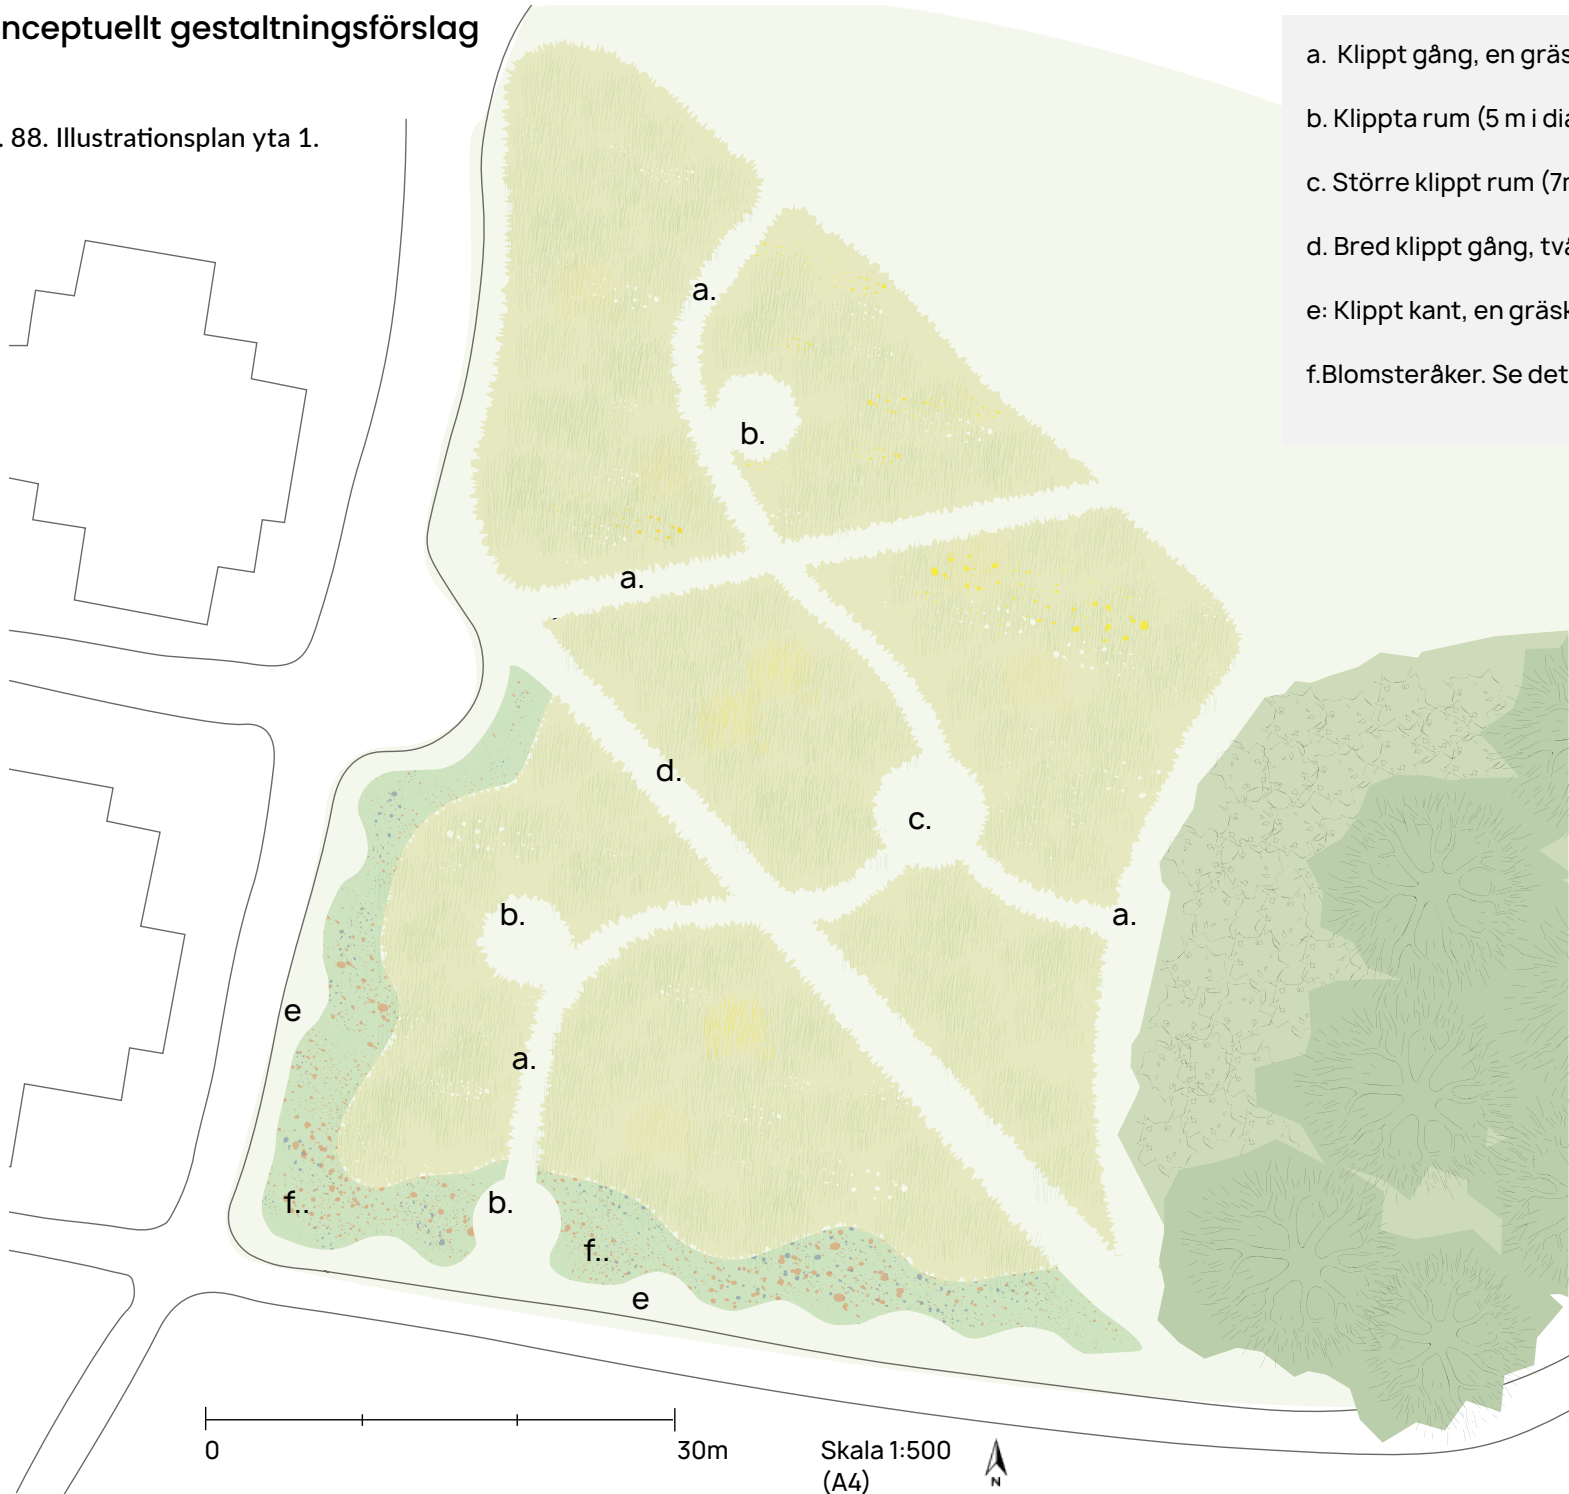 nceptuellt gestaltningsförslag
. 88. Illustrationsplan yta 1.
a. Klippt gång, en gräs
b. Klippta rum (5 m i dia
c. Större klippt rum (7r
d. Bred klippt gång, två
e: Klippt kant, en gräsk
f.Blomsteråker. Se det
a.
b.
a.
d.
c.
b.
a.
e
a.
f..
b.
f..
e
0
30m
Skala 1:500
(A4)
N